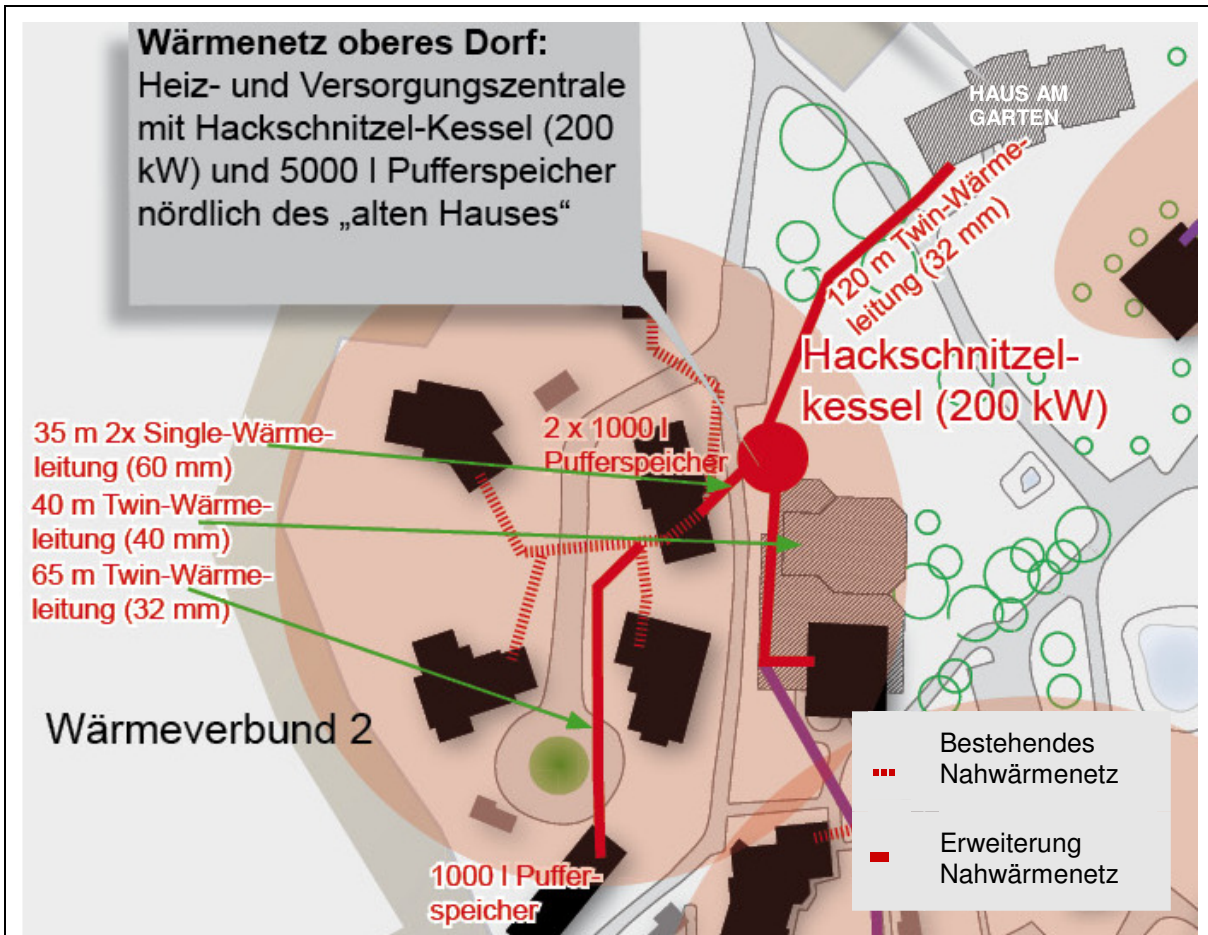 Wärmenetz oberes Dorf:
Heiz- und Versorgungszentrale
mit Hackschnitzel-Kessel (200
kW) und 5000 l Pufferspeicher
nördlich des „alten Hauses“
HAUS AM
GARTEN
120 m Twin-Wärme-
leitung (32 mm)
Hackschnitzel-
kessel (200 kW)
2 x 1000 l
Pufferspeicher
35 m 2x Single-Wärme-
leitung (60 mm)
40 m Twin-Wärme-
leitung (40 mm)
65 m Twin-Wärme-
leitung (32 mm)
Wärmeverbund 2
1000 l Puffer-
speicher
Bestehendes
Nahwärmenetz
Erweiterung
Nahwärmenetz